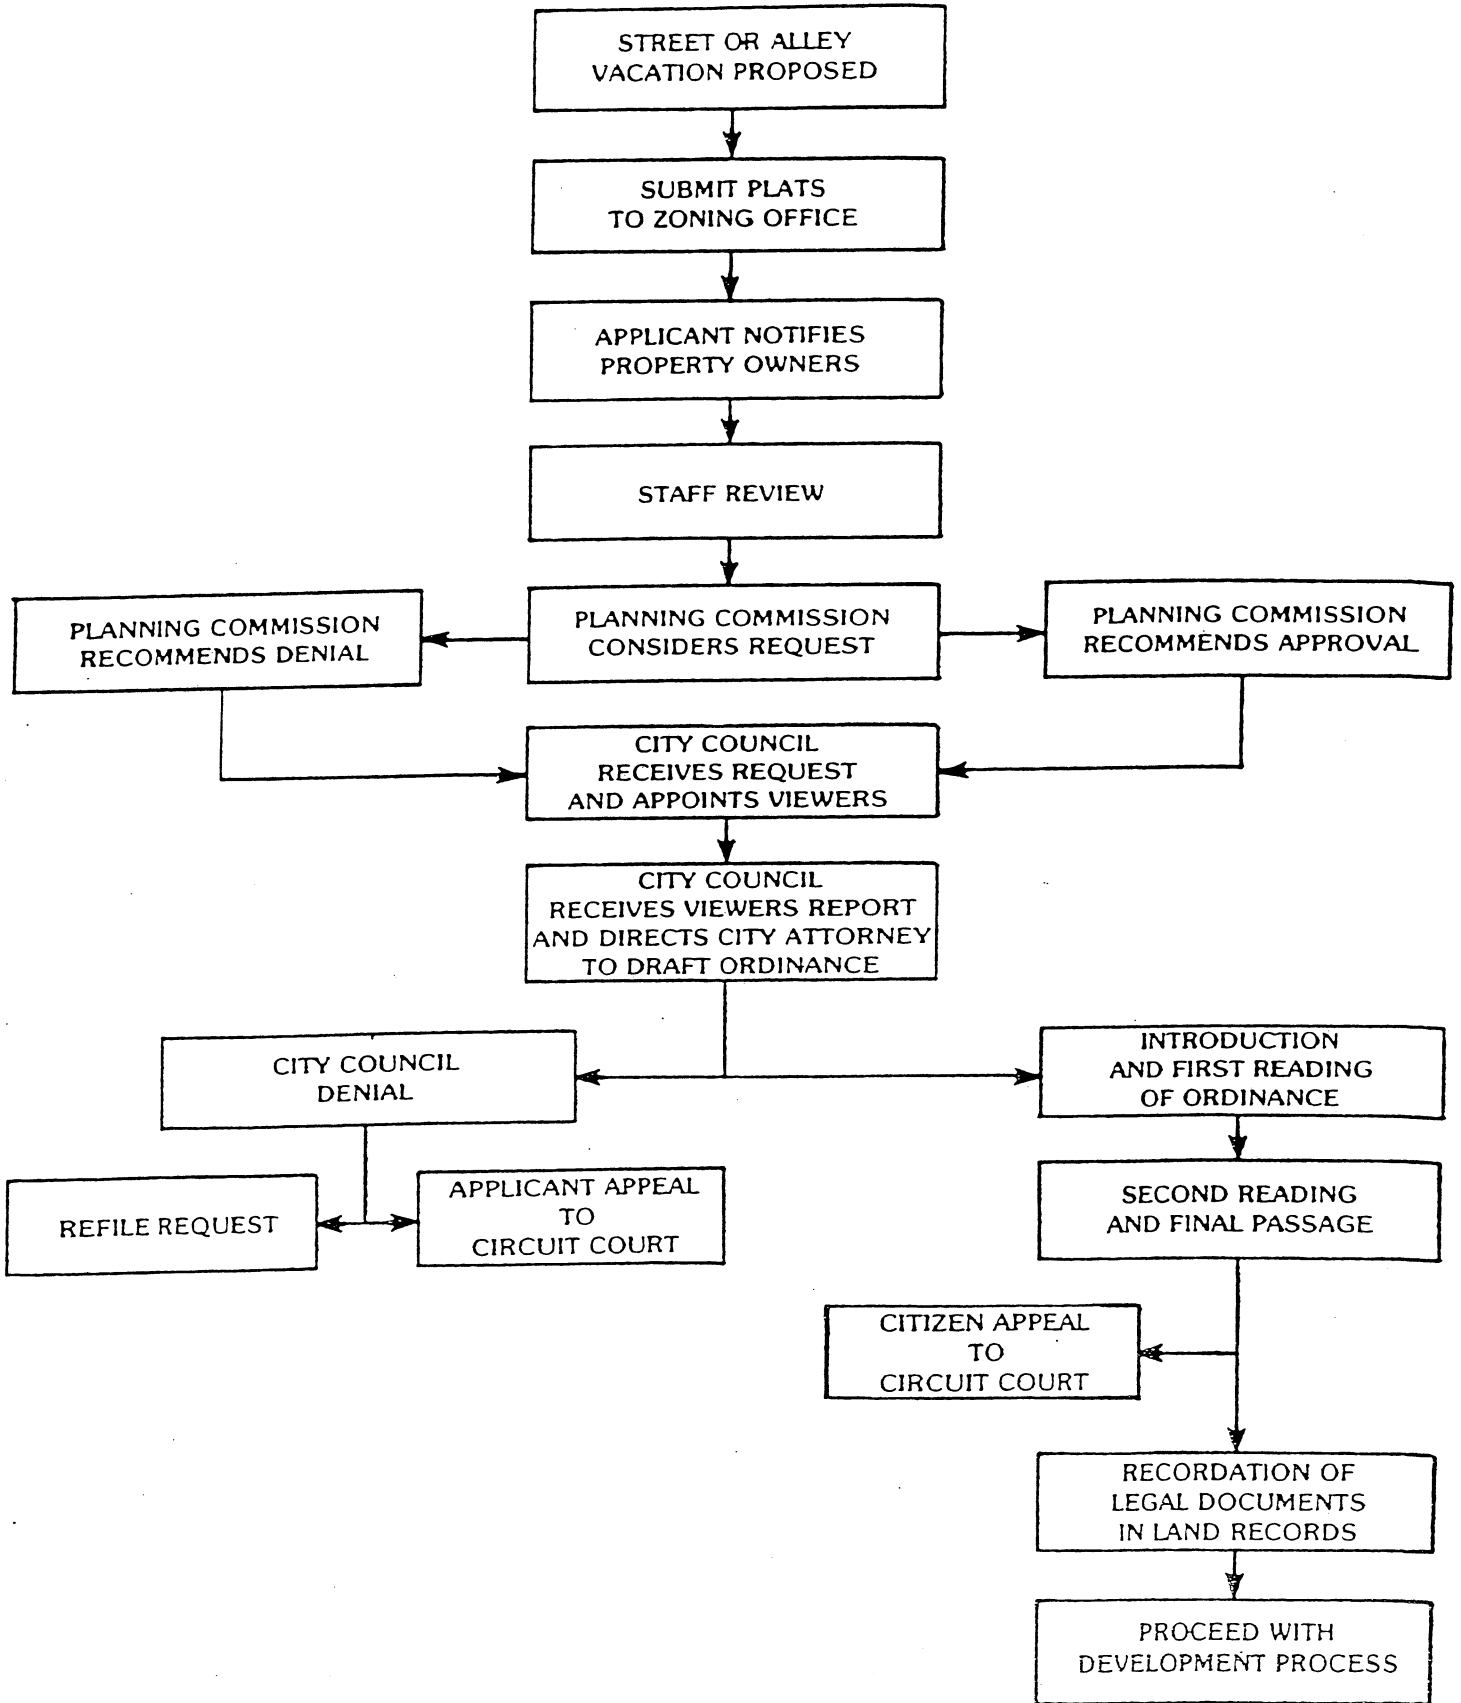 STREET OR ALLEY
VACATION PROPOSED
SUBMIT PLATS
TO ZONING OFFICE
APPLICANT NOTIFIES
PROPERTY OWNERS
STAFF REVIEW
PLANNING COMMISSION
RECOMMENDS DENIAL
PLANNING COMMISSION
CONSIDERS REQUEST
PLANNING COMMISSION
RECOMMENDS APPROVAL
CITY COUNCIL
RECEIVES REQUEST
AND APPOINTS VIEWERS
CITY COUNCIL
RECEIVES VIEWERS REPORT
AND DIRECTS CITY ATTORNEY
TO DRAFT ORDINANCE
CITY COUNCIL
DENIAL
INTRODUCTION
AND FIRST READING
OF ORDINANCE
REFILE REQUEST
APPLICANT APPEAL
TO
CIRCUIT COURT
SECOND READING
AND FINAL PASSAGE
CITIZEN APPEAL
TO
CIRCUIT COURT
RECORDATION OF
LEGAL DOCUMENTS
IN LAND RECORDS
PROCEED WITH
DEVELOPMENT PROCESS